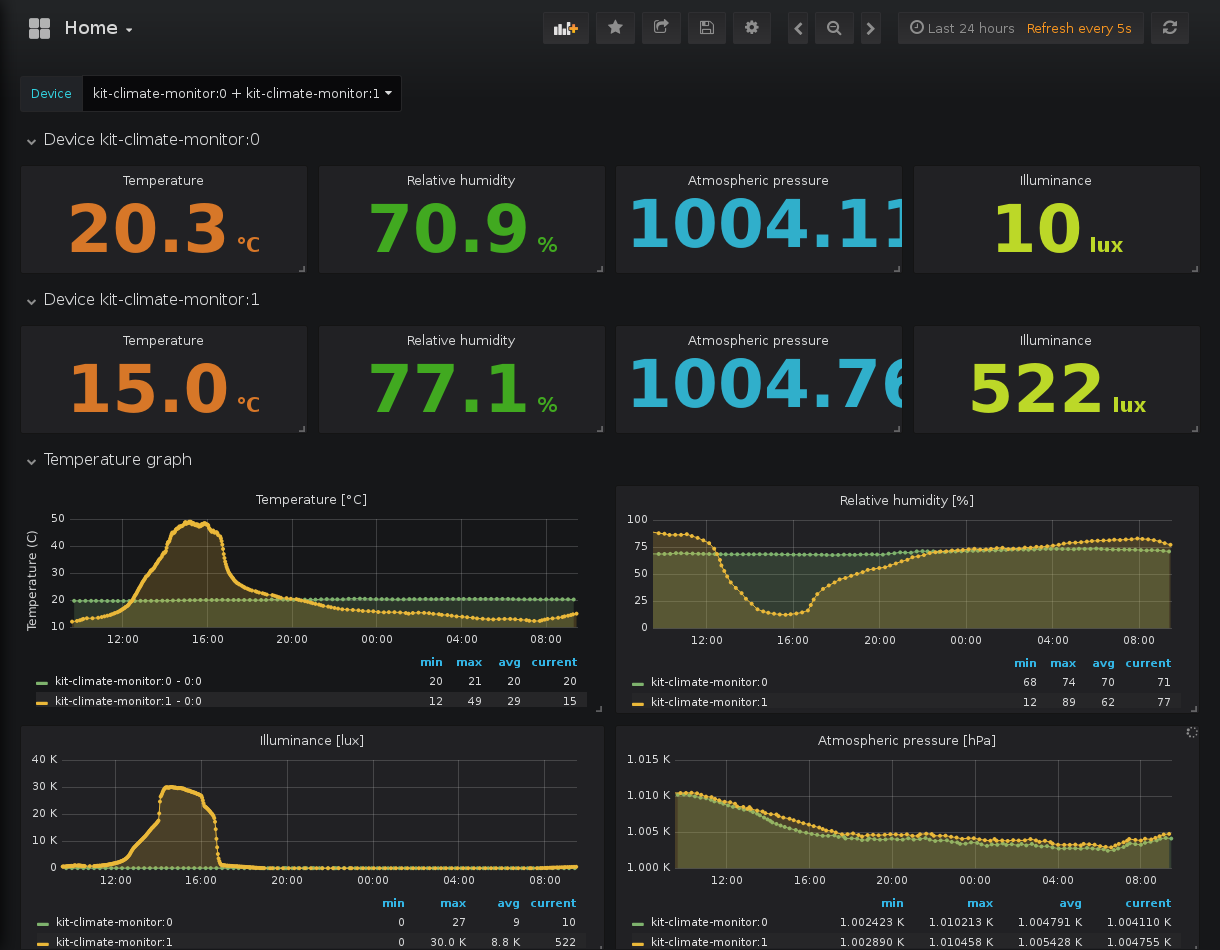 Home
Last 24 hours Refresh every 5s
Device kit-climate-monitor:0 + kit-climate-monitor:1
Device kit-climate-monitor:0
Temperature Relative humidity Atmospheric pressure Illuminance
20.3 °C 70.9 % 1004.11 10 lux
Device kit-climate-monitor:1
Temperature Relative humidity Atmospheric pressure Illuminance
15.0 °C 77.1 % 1004.76 522 lux
Temperature graph
Temperature [°C]
Temperature (C)
50
40
30
20
10
12:00 16:00 20:00 00:00 04:00 08:00
min max avg current
kit-climate-monitor:0 - 0:0 20 21 20 20
kit-climate-monitor:1 - 0:0 12 49 29 15
Relative humidity [%]
100
75
50
25
0
12:00 16:00 20:00 00:00 04:00 08:00
min max avg current
kit-climate-monitor:0 68 74 70 71
kit-climate-monitor:1 12 89 62 77
Illuminance [lux]
40 K
30 K
20 K
10 K
0
12:00 16:00 20:00 00:00 04:00 08:00
min max avg current
kit-climate-monitor:0 0 27 9 10
kit-climate-monitor:1 0 30.0 K 8.8 K 522
Atmospheric pressure [hPa]
1.015 K
1.010 K
1.005 K
1.000 K
12:00 16:00 20:00 00:00 04:00 08:00
min max avg current
kit-climate-monitor:0 1.002423 K 1.010213 K 1.004791 K 1.004110 K
kit-climate-monitor:1 1.002890 K 1.010458 K 1.005428 K 1.004755 K